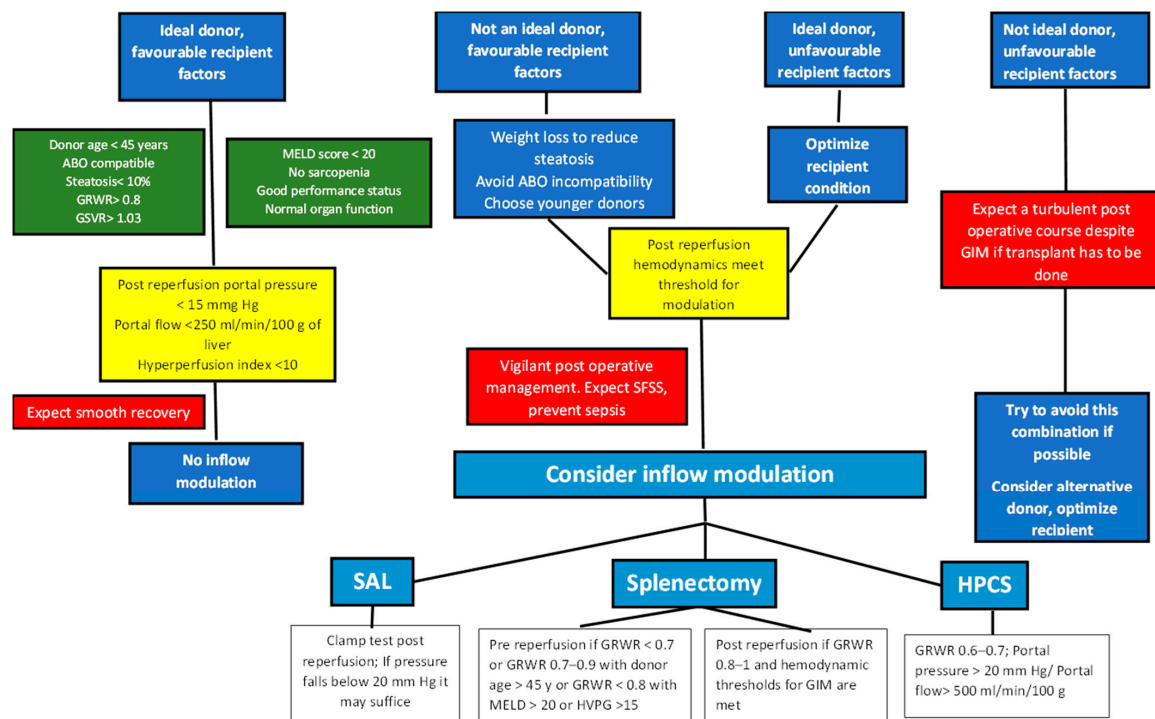 Ideal donor,
favourable recipient
factors
Not an ideal donor,
favourable recipient
factors
Ideal donor,
unfavourable
recipient factors
Not ideal donor,
unfavourable
recipient factors
Donor age < 45 years
ABO compatible
Steatosis< 10%
GRWR> 0.8
GSVR> 1.03
MELD score < 20
No sarcopenia
Good performance status
Normal organ function
Weight loss to reduce
steatosis
Avoid ABO incompatibility
Choose younger donors
Optimize
recipient
condition
Expect a turbulent post
operative course despite
GIM if transplant has to be
done
Post reperfusion portal pressure
< 15 mmg Hg
Portal flow <250 ml/min/100 g of
liver
Hyperperfusion index <10
Post reperfusion
hemodynamics meet
threshold for
modulation
Expect smooth recovery
Vigilant post operative
management. Expect SFSS,
prevent sepsis
No inflow
modulation
Consider inflow modulation
Try to avoid this
combination if
possible
Consider alternative
donor, optimize
recipient
SAL
Splenectomy
HPCS
Clamp test post
reperfusion; If pressure
falls below 20 mm Hg it
may suffice
Pre reperfusion if GRWR < 0.7
or GRWR 0.7–0.9 with donor
age > 45 y or GRWR < 0.8 with
MELD > 20 or HVPG >15
Post reperfusion if GRWR
0.8–1 and hemodynamic
thresholds for GIM are
met
GRWR 0.6–0.7; Portal
pressure > 20 mm Hg/ Portal
flow> 500 ml/min/100 g